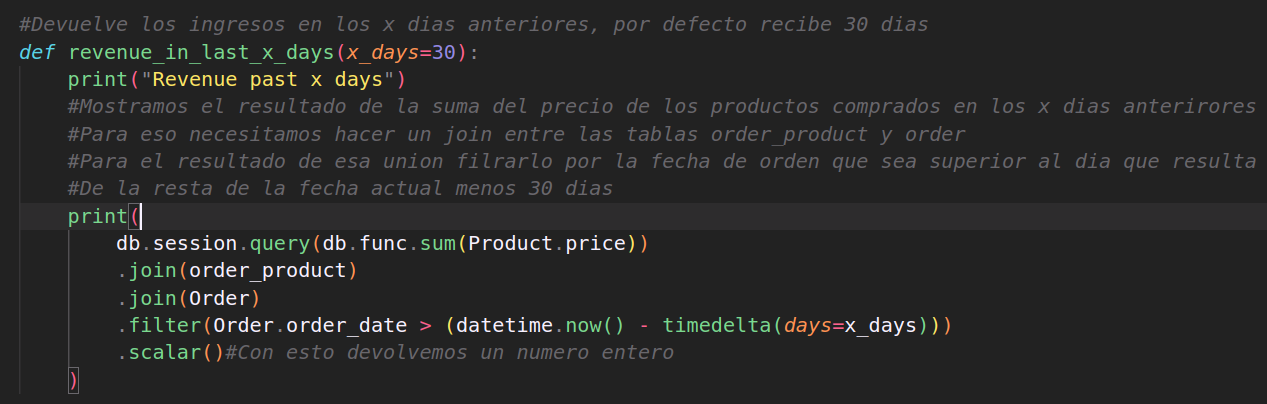 #Devuelve los ingresos en los x dias anteriores, por defecto recibe 30 dias
def revenue_in_last_x_days(x_days=30):
    print("Revenue past x days")
    #Mostramos el resultado de la suma del precio de los productos comprados en los x dias anterirores
    #Para eso necesitamos hacer un join entre las tablas order_product y order
    #Para el resultado de esa union filrarlo por la fecha de orden que sea superior al dia que resulta
    #De la resta de la fecha actual menos 30 dias
    print(
        db.session.query(db.func.sum(Product.price))
        .join(order_product)
        .join(Order)
        .filter(Order.order_date > (datetime.now() - timedelta(days=x_days)))
        .scalar()#Con esto devolvemos un numero entero
    )